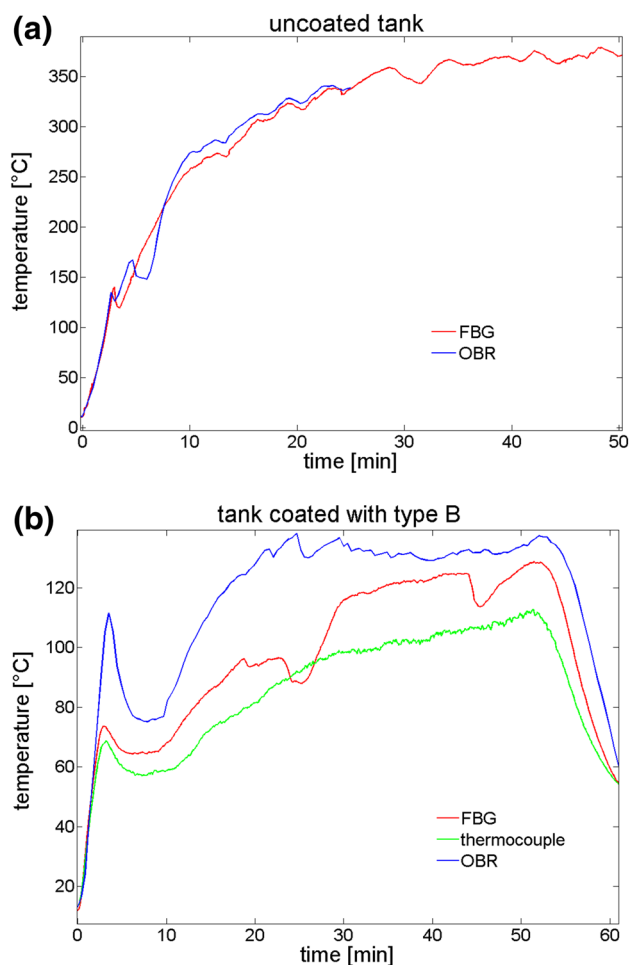 (a)
uncoated tank
temperature [°C]
350
300
250
200
150
100
50
0
FBG
OBR
0 10 20 30 40 50
time [min]
(b)
tank coated with type B
temperature [°C]
120
100
80
60
40
20
FBG
thermocouple
OBR
0 10 20 30 40 50 60
time [min]